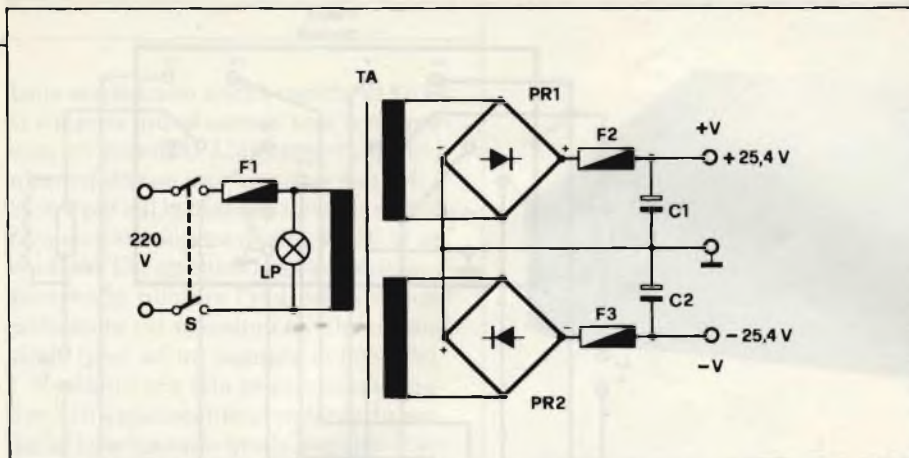 TA
PR1
F2
+V
+ 25,4 V
F1
C1
220
V
LP
C2
F3
S
− 25,4 V
−V
PR2